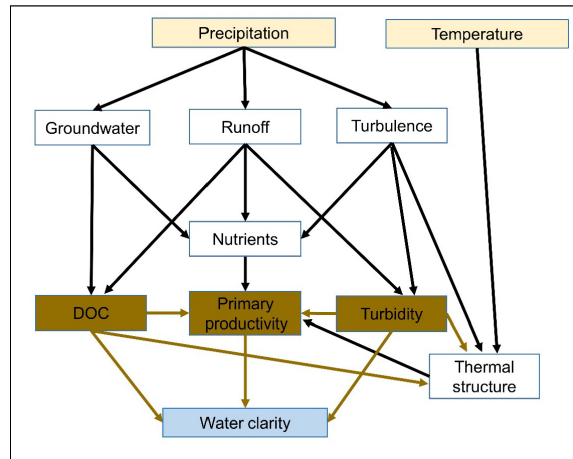 Precipitation
Temperature
Groundwater
Runoff
Turbulence
Nutrients
DOC
Primary
productivity
Turbidity
Thermal
structure
Water clarity